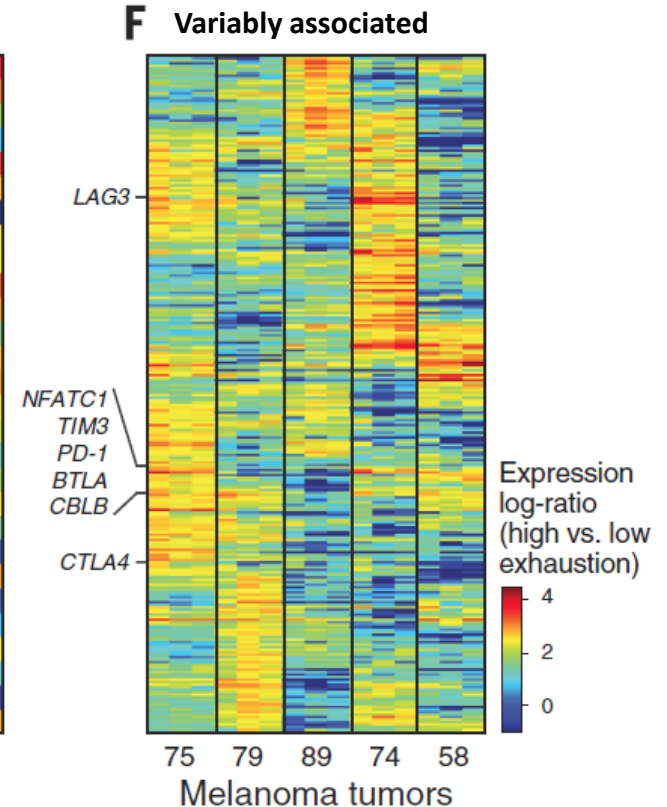 F Variably associated
LAG3
NFATC1
TIM3
PD-1
BTLA
CBLB
CTLA4
Expression
log-ratio
(high vs. low
exhaustion)
4
2
0
75 79 89 74 58
Melanoma tumors